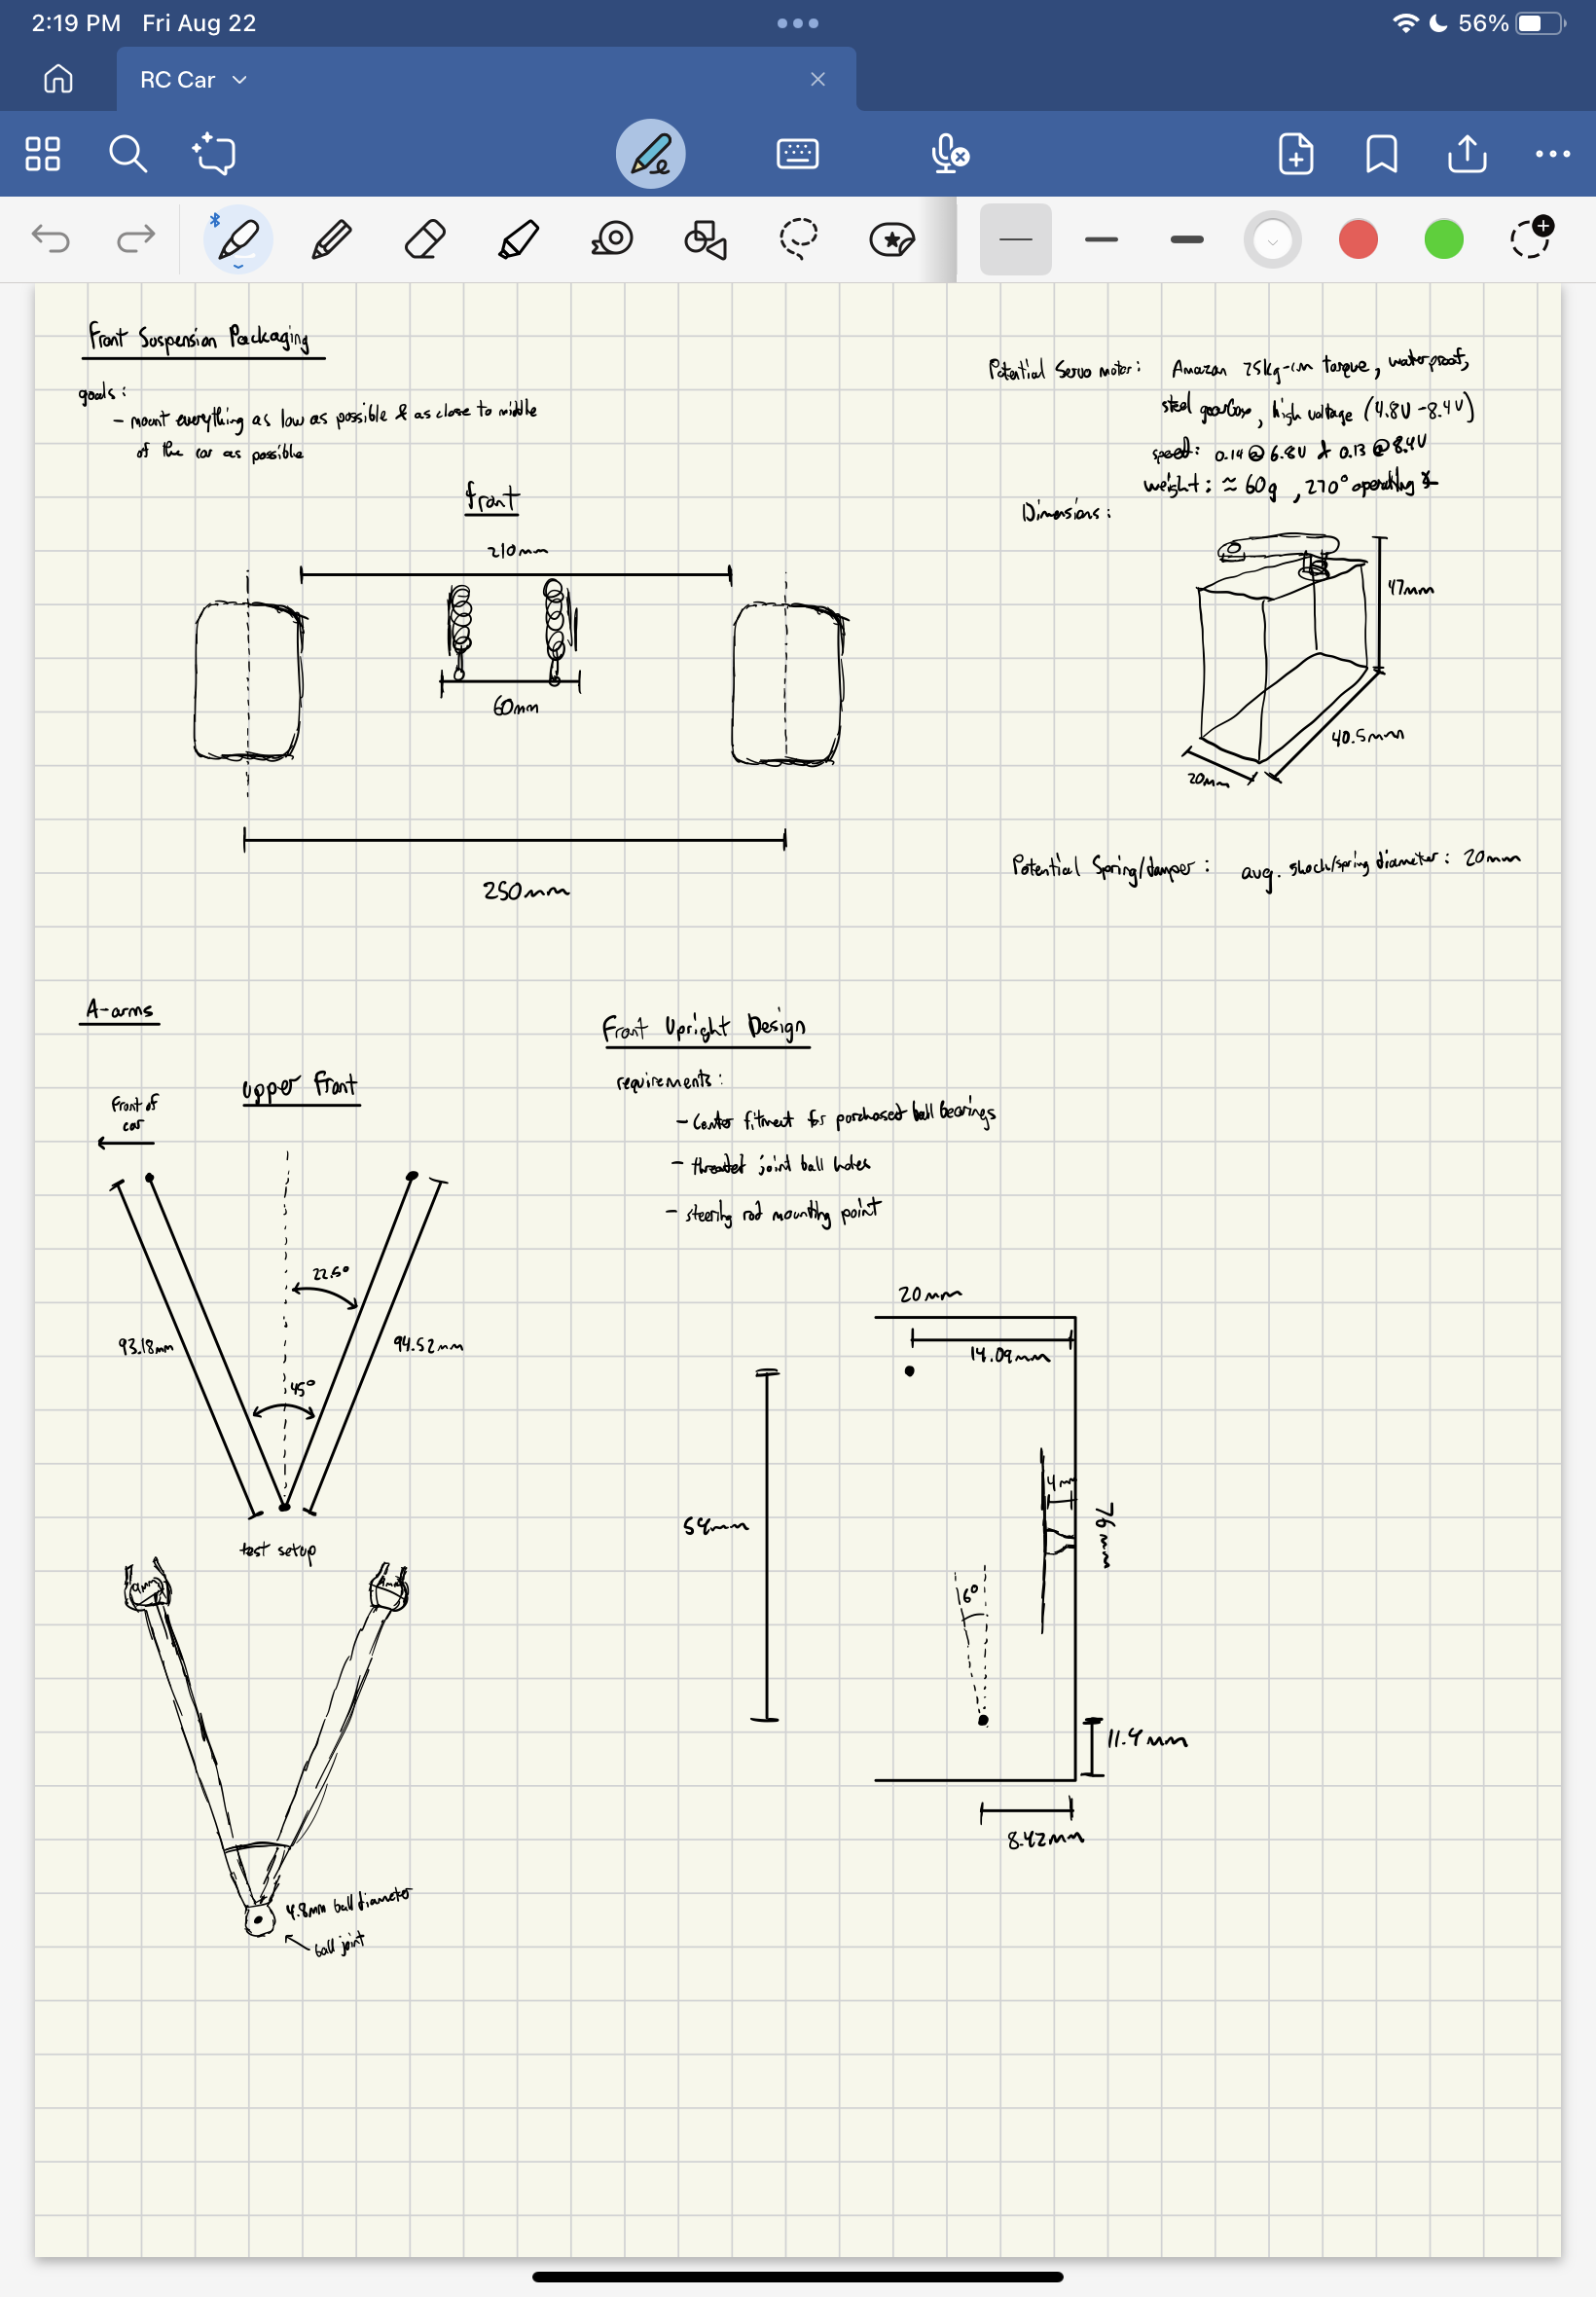 2:19 PM Fri Aug 22
56%
RC Car
Front Suspension Packaging
goals:
- mount everything as low as possible & as close to middle
of the car as possible
Potential Servo motor: Amazon 25kg-cm torque, waterproof,
steel gearbox, high voltage (4.8V-8.4V)
speed: 0.14 @ 6.8V & 0.13 @ 8.4V
weight: ≈ 60g, 270° operating
Dimensions:
47mm
40.5mm
20mm
front
210mm
60mm
250mm
Potential Spring/damper: avg. shock/spring diameter: 20mm
A-arms
upper front
Front of
car
22.5°
93.18mm
94.52mm
45°
test setup
4.8mm ball diameter
ball joint
Front Upright Design
requirements:
- Center fitment for purchased ball bearings
- threaded joint ball holes
- steering rod mounting point
20mm
14.09mm
54mm
4mm
76mm
6°
11.4mm
8.42mm